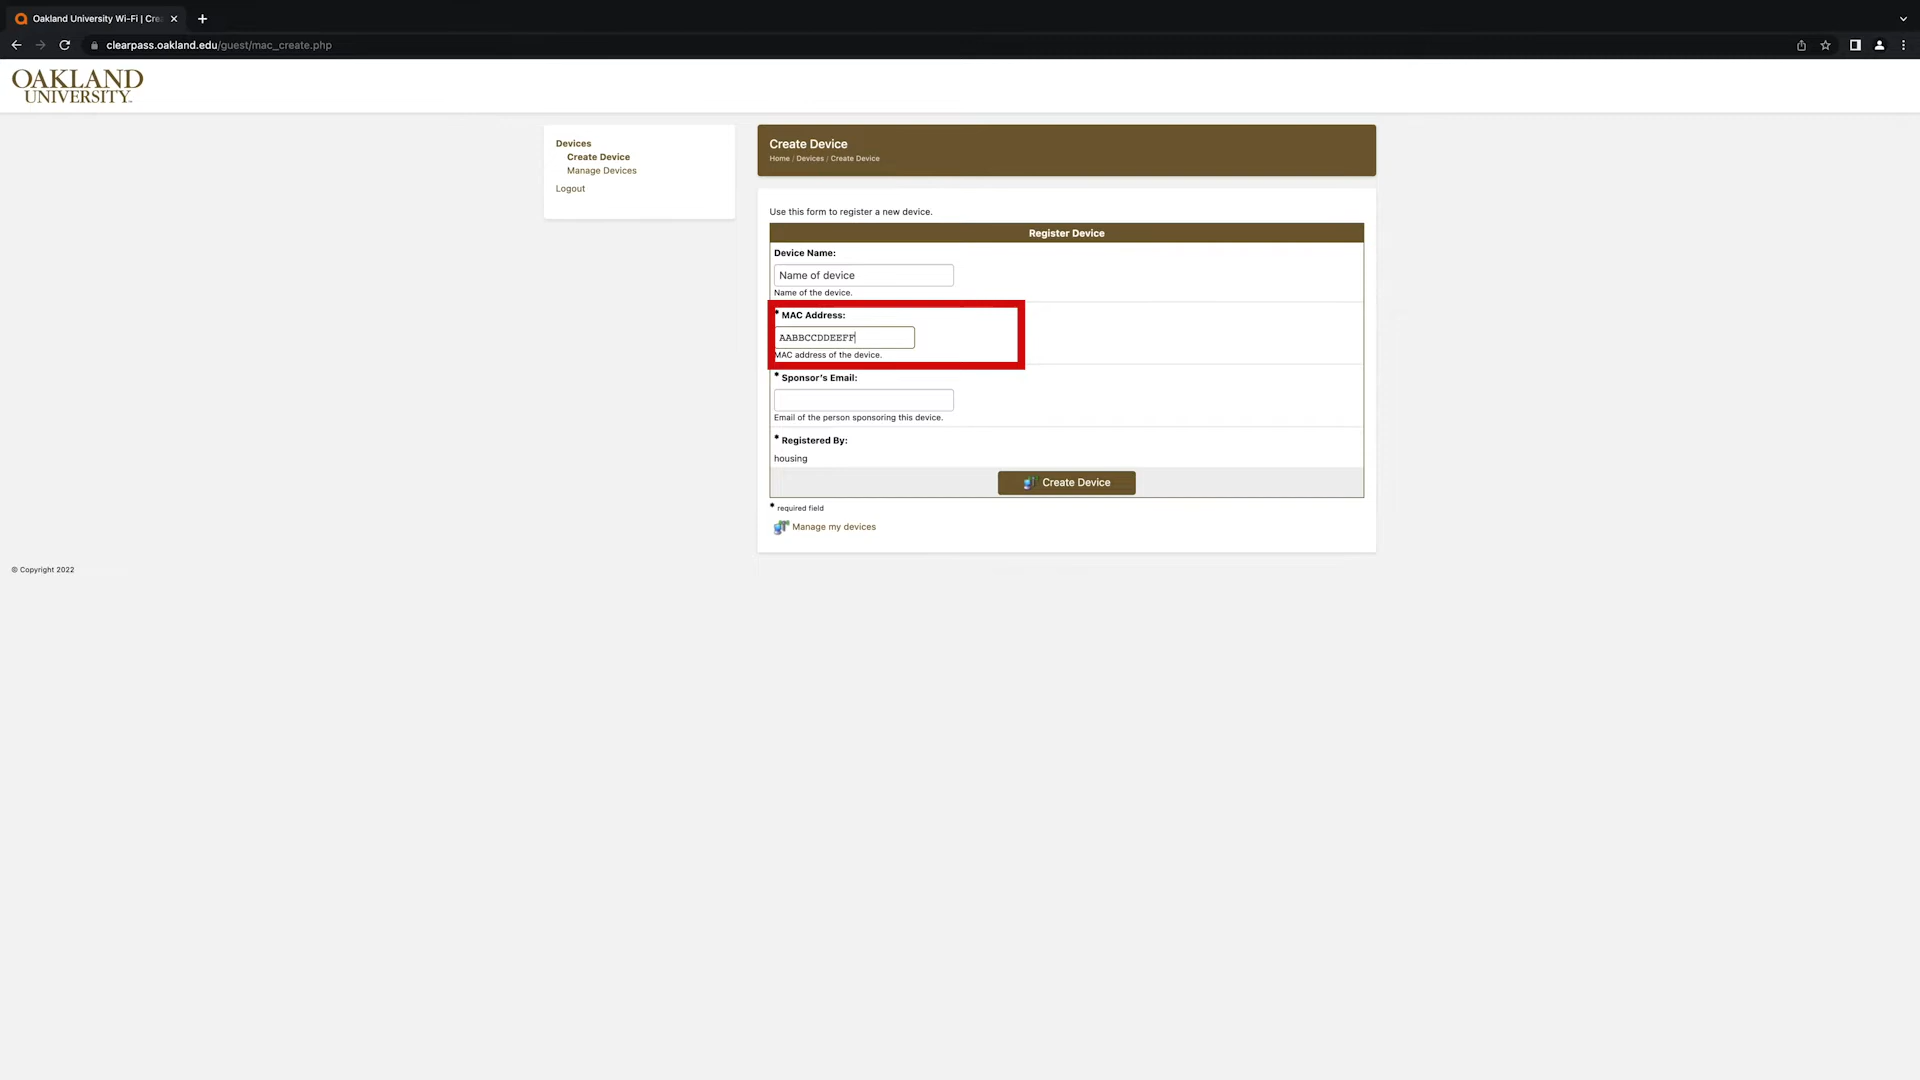 Oakland University Wi-Fi | Cre
clearpass.oakland.edu/guest/mac_create.php
OAKLAND
UNIVERSITY™
Devices
Create Device
Manage Devices
Logout
Create Device
Home / Devices / Create Device
Use this form to register a new device.
Register Device
Device Name:
Name of device
Name of the device.
* MAC Address:
AABBCCDDEEFF
MAC address of the device.
* Sponsor's Email:
Email of the person sponsoring this device.
* Registered By:
housing
Create Device
* required field
Manage my devices
© Copyright 2022